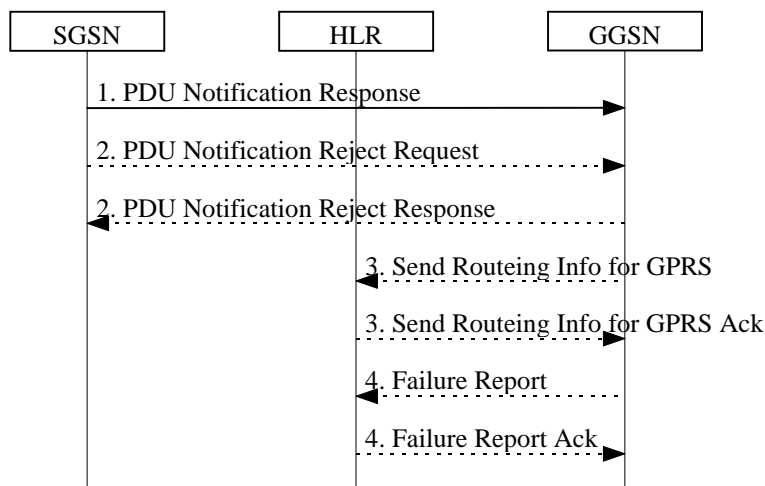 SGSN HLR GGSN
1. PDU Notification Response
2. PDU Notification Reject Request
2. PDU Notification Reject Response
3. Send Routeing Info for GPRS
3. Send Routeing Info for GPRS Ack
4. Failure Report
4. Failure Report Ack